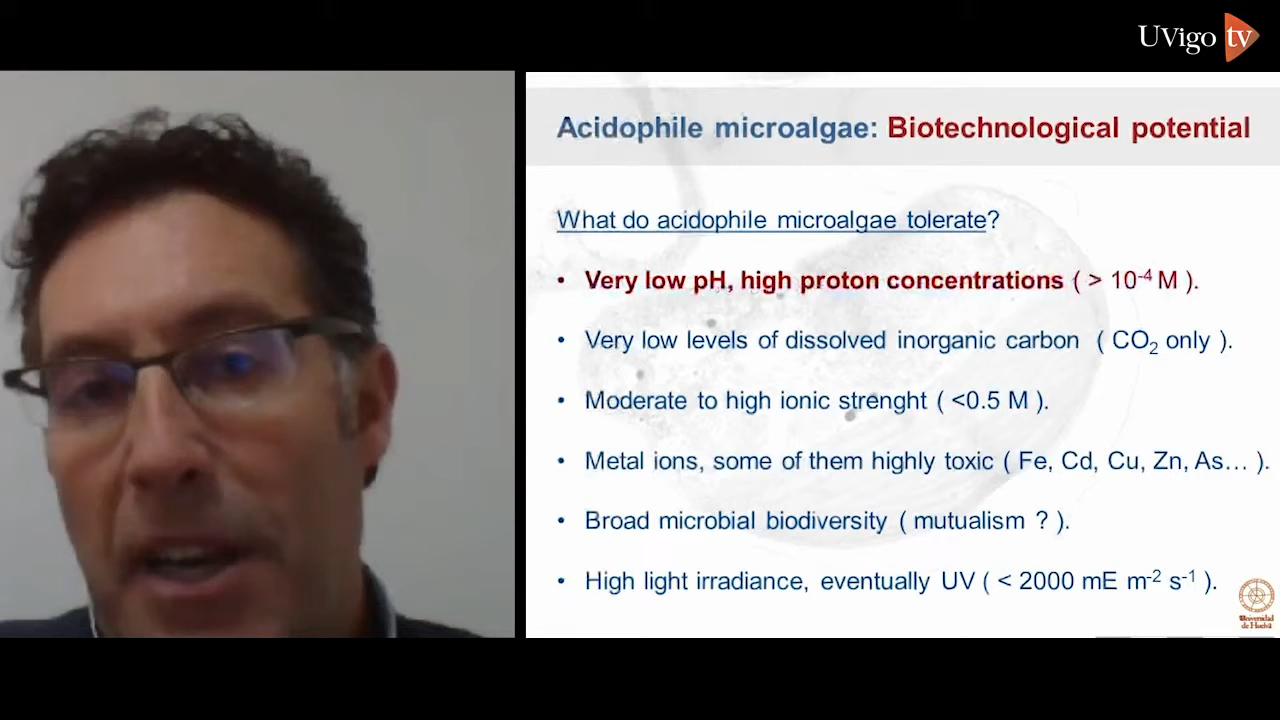 UVigo tv
Acidophile microalgae: Biotechnological potential
What do acidophile microalgae tolerate?
• Very low pH, high proton concentrations ( > 10⁻⁴ M ).
• Very low levels of dissolved inorganic carbon ( CO₂ only ).
• Moderate to high ionic strenght ( <0.5 M ).
• Metal ions, some of them highly toxic ( Fe, Cd, Cu, Zn, As… ).
• Broad microbial biodiversity ( mutualism ? ).
• High light irradiance, eventually UV ( < 2000 mE m⁻² s⁻¹ ).
Universidad
de Huelva